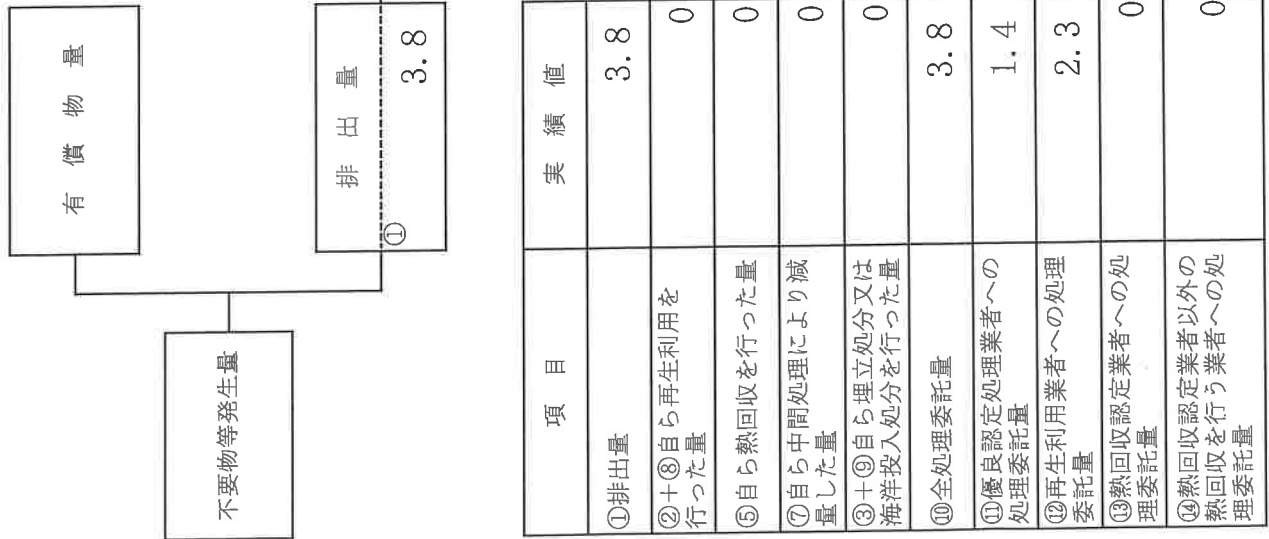 不要物等発生量
有償物量
排出量
①
3.8
項目
実績値
①排出量
3.8
②+⑧自ら再生利用を
行った量
0
⑤自ら熱回収を行った量
0
⑦自ら中間処理により減
量した量
0
③+⑨自ら埋立処分又は
海洋投入処分を行った量
0
⑩全処理委託量
3.8
⑪優良認定処理業者への
処理委託量
1.4
⑫再生利用業者への処理
委託量
2.3
⑬熱回収認定業者への処
理委託量
0
⑭熱回収認定業者以外の
熱回収を行う業者への処
理委託量
0